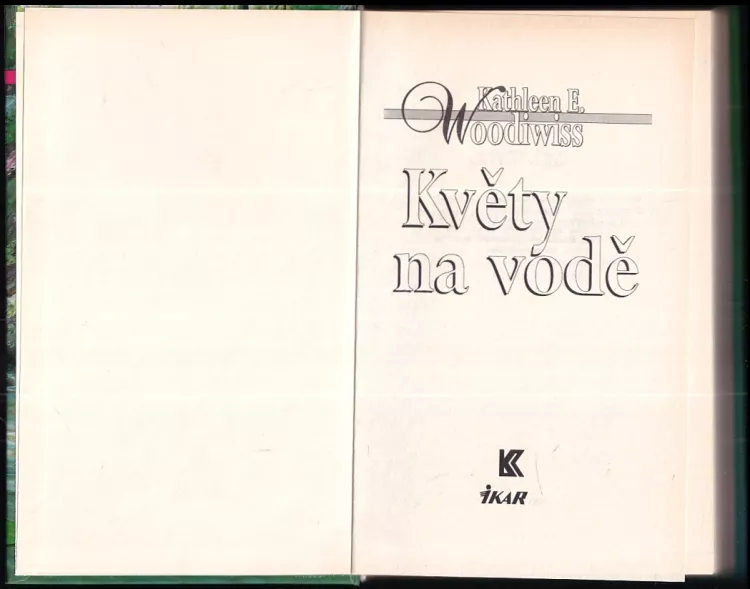 Kathleen E.
Woodiwiss
Květy
na vodě
K
IKAR